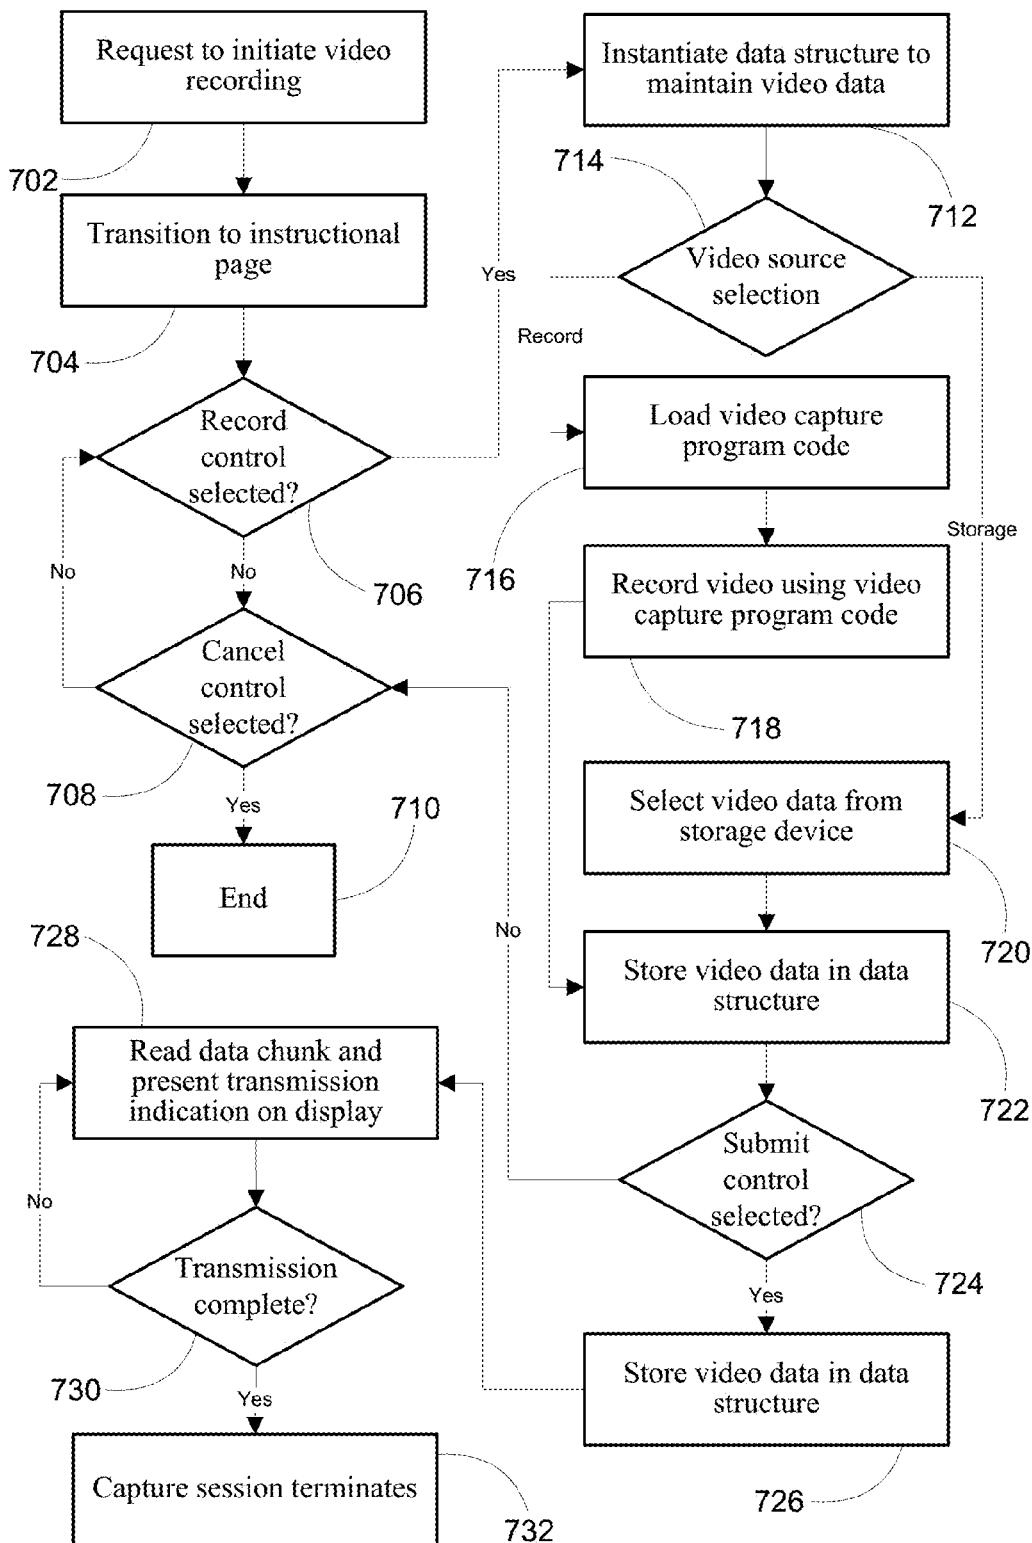 Request to initiate video
recording
702
Transition to instructional
page
704
Record
control
selected?
706
Yes
No
No
Cancel
control
selected?
708
Yes
710
End
Instantiate data structure to
maintain video data
712
714
Video source
selection
Record
Storage
Load video capture
program code
716
Record video using video
capture program code
718
Select video data from
storage device
720
Store video data in data
structure
722
Submit
control
selected?
724
No
Yes
Store video data in data
structure
726
728
Read data chunk and
present transmission
indication on display
No
Transmission
complete?
730
Yes
Capture session terminates
732